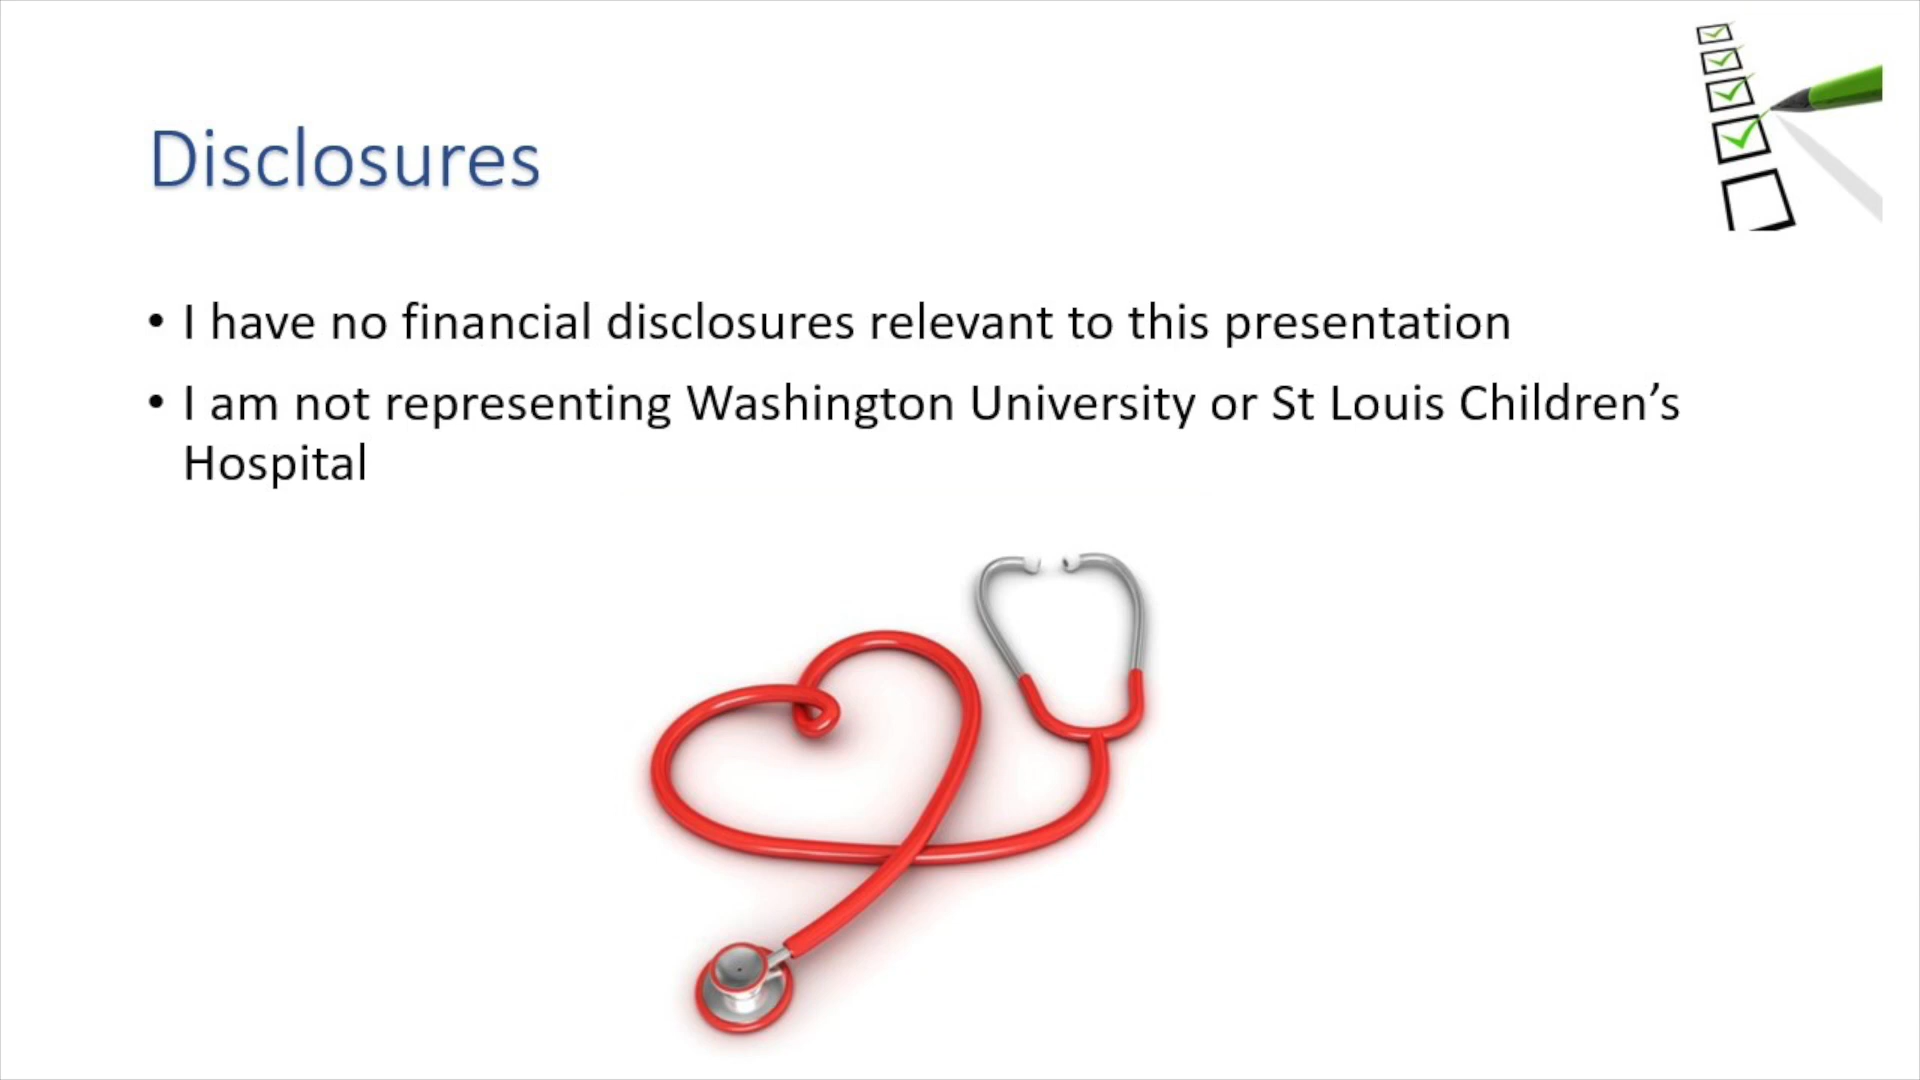 Disclosures
• I have no financial disclosures relevant to this presentation
• I am not representing Washington University or St Louis Children’s
Hospital